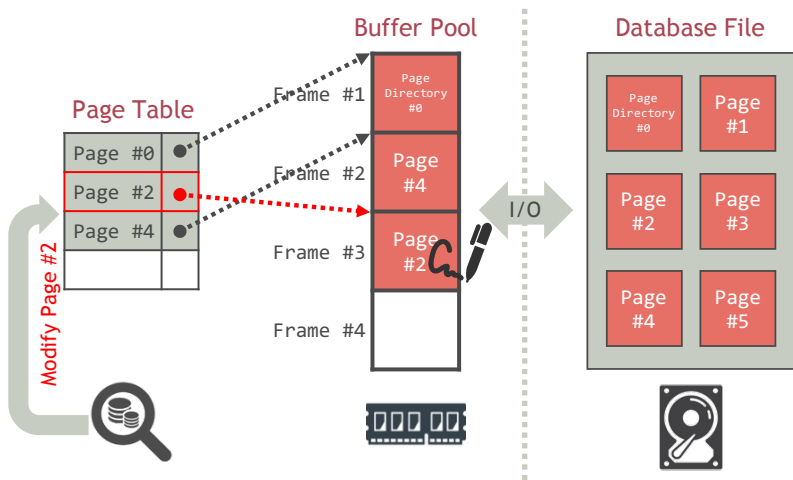 Buffer Pool
Database File
Page Table
Page #0
Page #2
Page #4
Modify Page #2
Frame #1
Frame #2
Frame #3
Frame #4
Page
Directory
#0
Page
#4
Page
#2
I/O
Page
Directory
#0
Page
#1
Page
#2
Page
#3
Page
#4
Page
#5